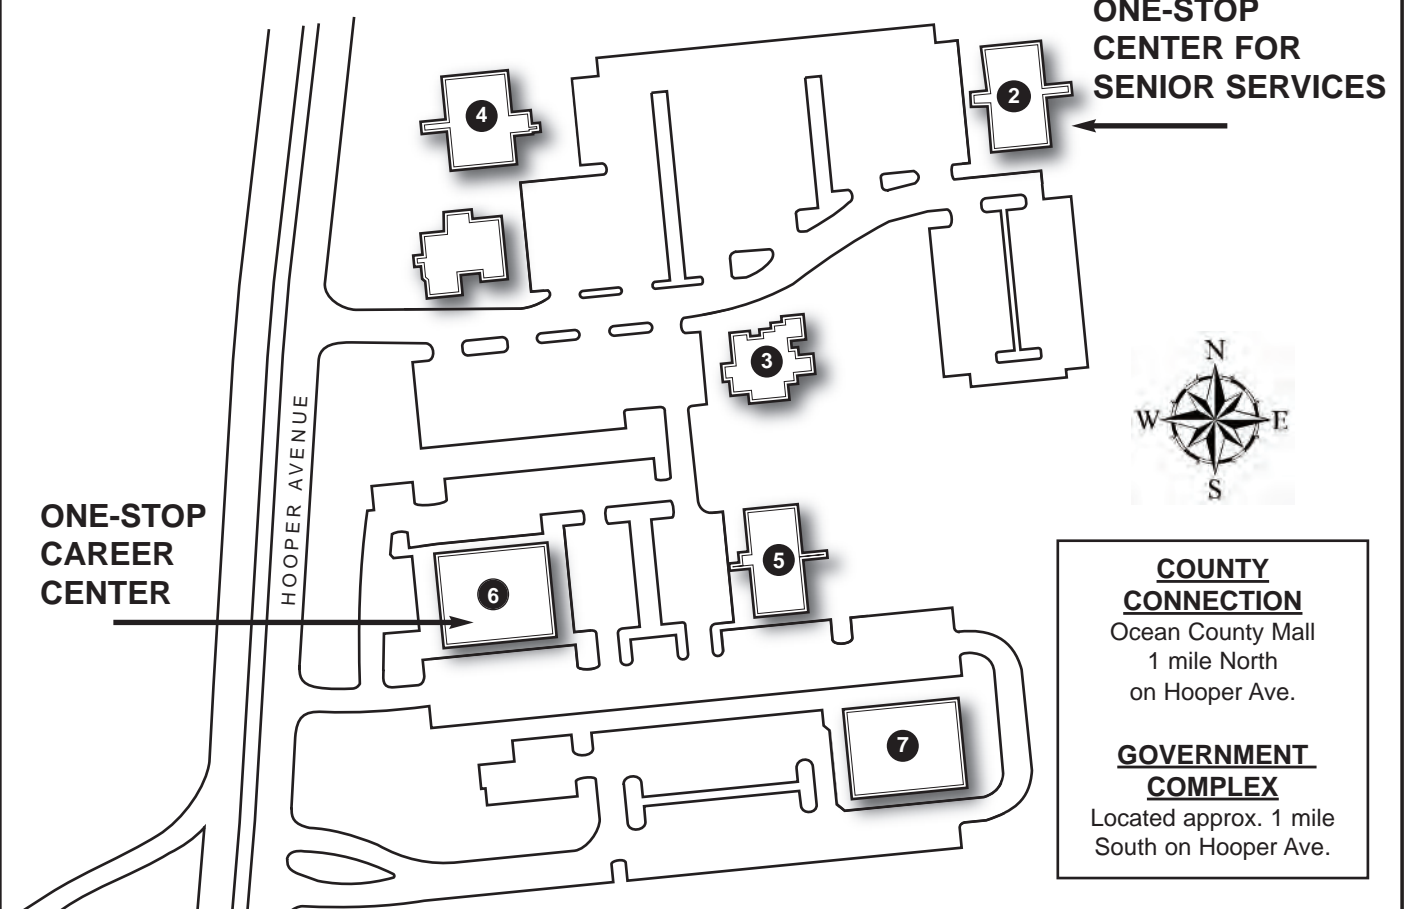 ONE-STOP
CENTER FOR
SENIOR SERVICES
4
2
3
N
W
E
S
HOOPER AVENUE
ONE-STOP
CAREER
CENTER
5
6
7
COUNTY
CONNECTION
Ocean County Mall
1 mile North
on Hooper Ave.
GOVERNMENT
COMPLEX
Located approx. 1 mile
South on Hooper Ave.